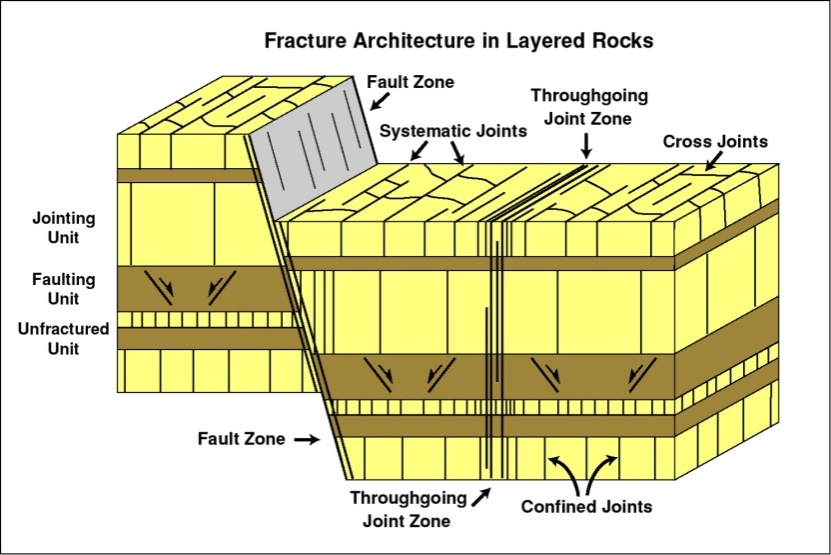 Fracture Architecture in Layered Rocks
Fault Zone
Throughgoing
Joint Zone
Systematic Joints
Cross Joints
Jointing
Unit
Faulting
Unit
Unfractured
Unit
Fault Zone
Throughgoing
Joint Zone
Confined Joints